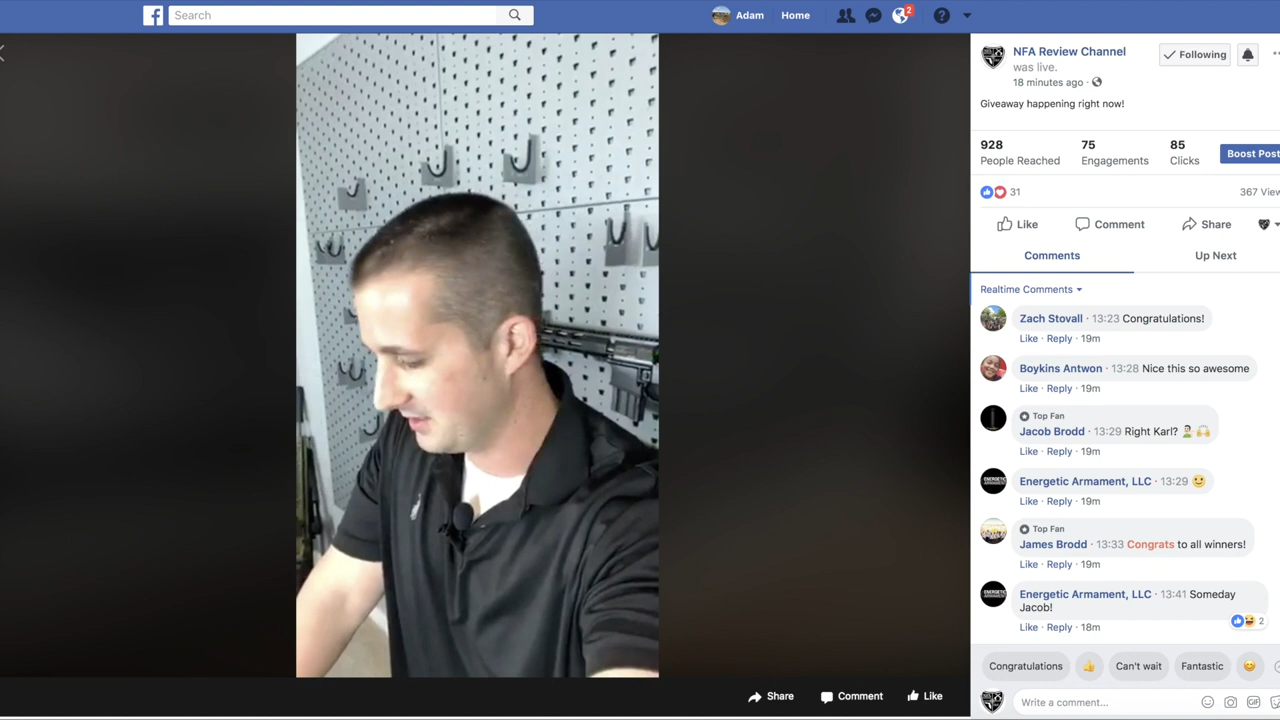 Search
Adam
Home
2
NFA Review Channel
was live.
18 minutes ago ·
Following
Giveaway happening right now!
928
People Reached
75
Engagements
85
Clicks
Boost Post
31
367 View
Like
Comment
Share
Comments
Up Next
Realtime Comments
Zach Stovall · 13:23 Congratulations!
Like · Reply · 19m
Boykins Antwon · 13:28 Nice this so awesome
Like · Reply · 19m
Top Fan
Jacob Brodd · 13:29 Right Karl? 🤷‍♂️ 🙌
Like · Reply · 19m
Energetic Armament, LLC · 13:29 😉
Like · Reply · 19m
Top Fan
James Brodd · 13:33 Congrats to all winners!
Like · Reply · 19m
Energetic Armament, LLC · 13:41 Someday
Jacob!
2
Like · Reply · 18m
Congratulations
👍
Can't wait
Fantastic
😊
Write a comment...
GIF
Share
Comment
Like